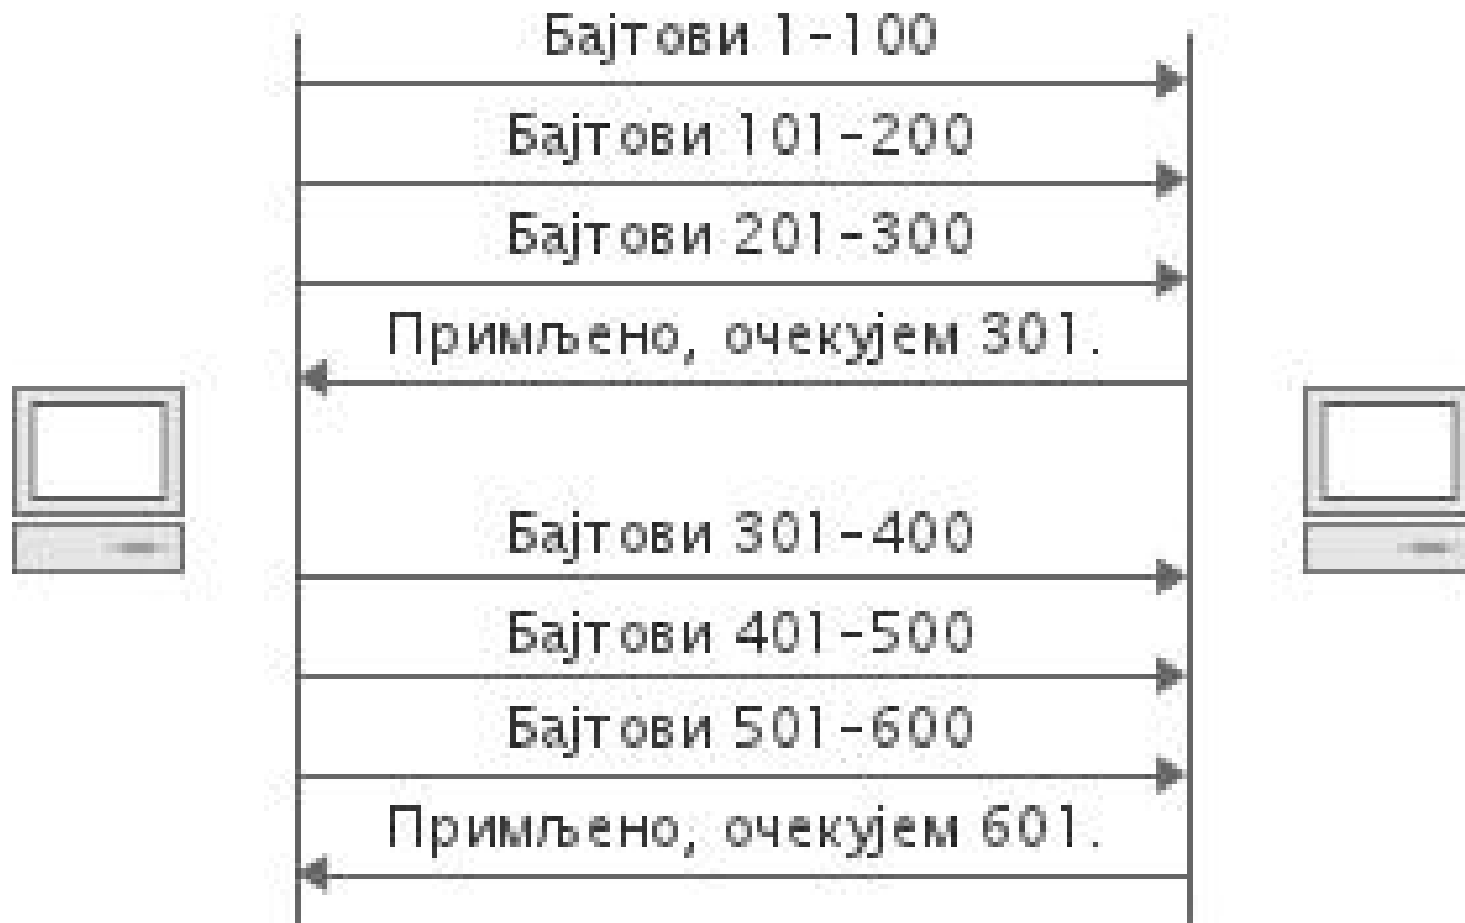 Бајтови 1-100
Бајтови 101-200
Бајтови 201-300
Примљено, очекујем 301.
Бајтови 301-400
Бајтови 401-500
Бајтови 501-600
Примљено, очекујем 601.